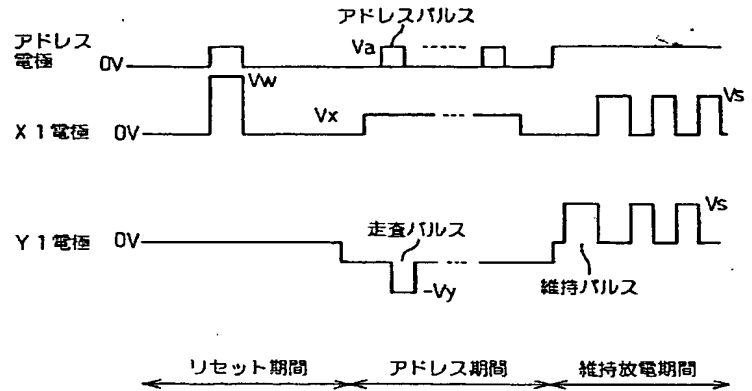 アドレスパルス
アドレス
電極
0V
Va
Vw
X1電極
0V
Vx
Vs
Y1電極
0V
走査パルス
-Vy
Vs
維持パルス
リセット期間
アドレス期間
維持放電期間